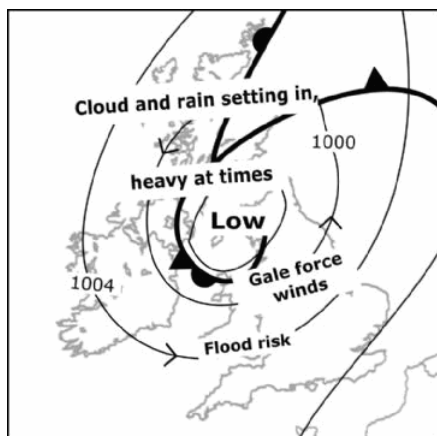 Cloud and rain setting in,
1000
heavy at times
Low
Gale force
winds
1004
Flood risk